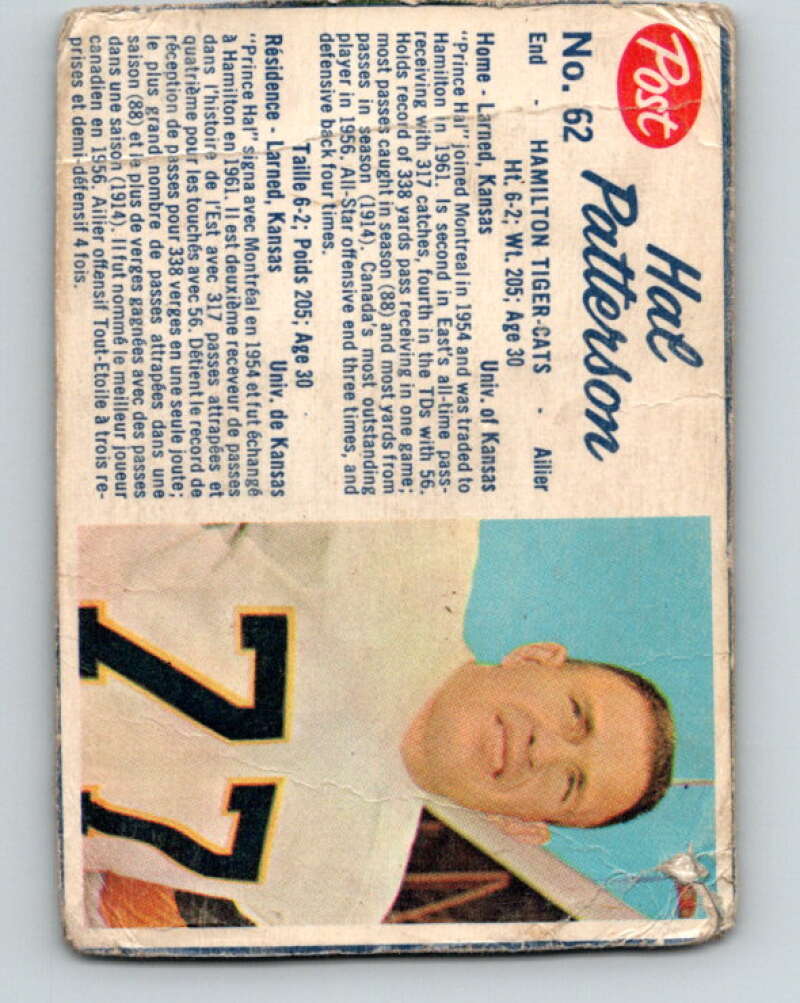 Post
Hal
Patterson
No. 62
End - HAMILTON TIGER-CATS - Ailier
Ht. 6-2; Wt. 205; Age 30
Home - Larned, Kansas Univ. of Kansas
"Prince Hal" joined Montreal in 1954 and was traded to
Hamilton in 1961. Is second in East's all-time pass-
receiving with 317 catches, fourth in the TDs with 56.
Holds record of 338 yards pass receiving in one game;
most passes caught in season (88) and most yards from
passes in season (1914). Canada's most outstanding
player in 1956. All-Star offensive end three times, and
defensive back four times.
Taille 6-2; Poids 205; Age 30
Résidence - Larned, Kansas Univ. de Kansas
"Prince Hal" signa avec Montréal en 1954 et fut échangé
à Hamilton en 1961. Il est deuxième receveur de passes
dans l'histoire de l'Est avec 317 passes attrapées et
quatrième pour les touchés avec 56. Détient le record de
réception de passes pour 338 verges en une seule joute;
le plus grand nombre de passes attrapées dans une
saison (88) et le plus de verges gagnées avec des passes
dans une saison (1914). Il fut nommé le meilleur joueur
canadien en 1956. Ailier offensif Tout-Etoile à trois re-
prises et demi-défensif 4 fois.
77